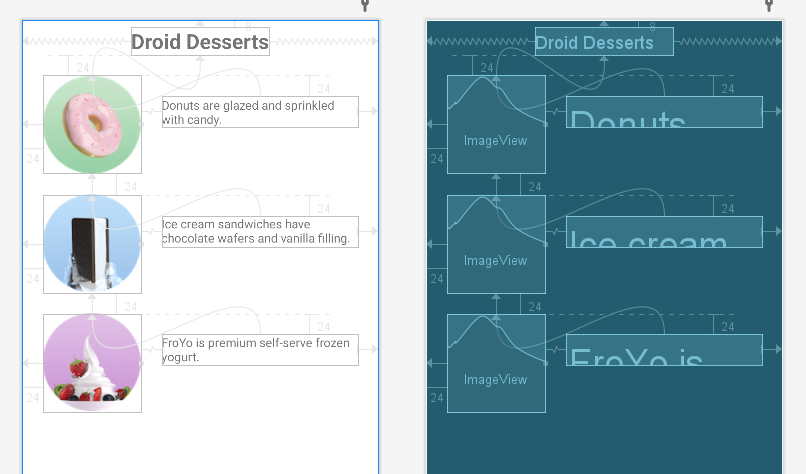 8
Droid Desserts
24
24
Donuts are glazed and sprinkled
with candy.
24
24
24
Ice cream sandwiches have
chocolate wafers and vanilla filling.
24
24
24
FroYo is premium self-serve frozen
yogurt.
24
8
Droid Desserts
24
24
Donuts
ImageView
24
24
24
Ice cream
ImageView
24
24
24
FroYo is
ImageView
24